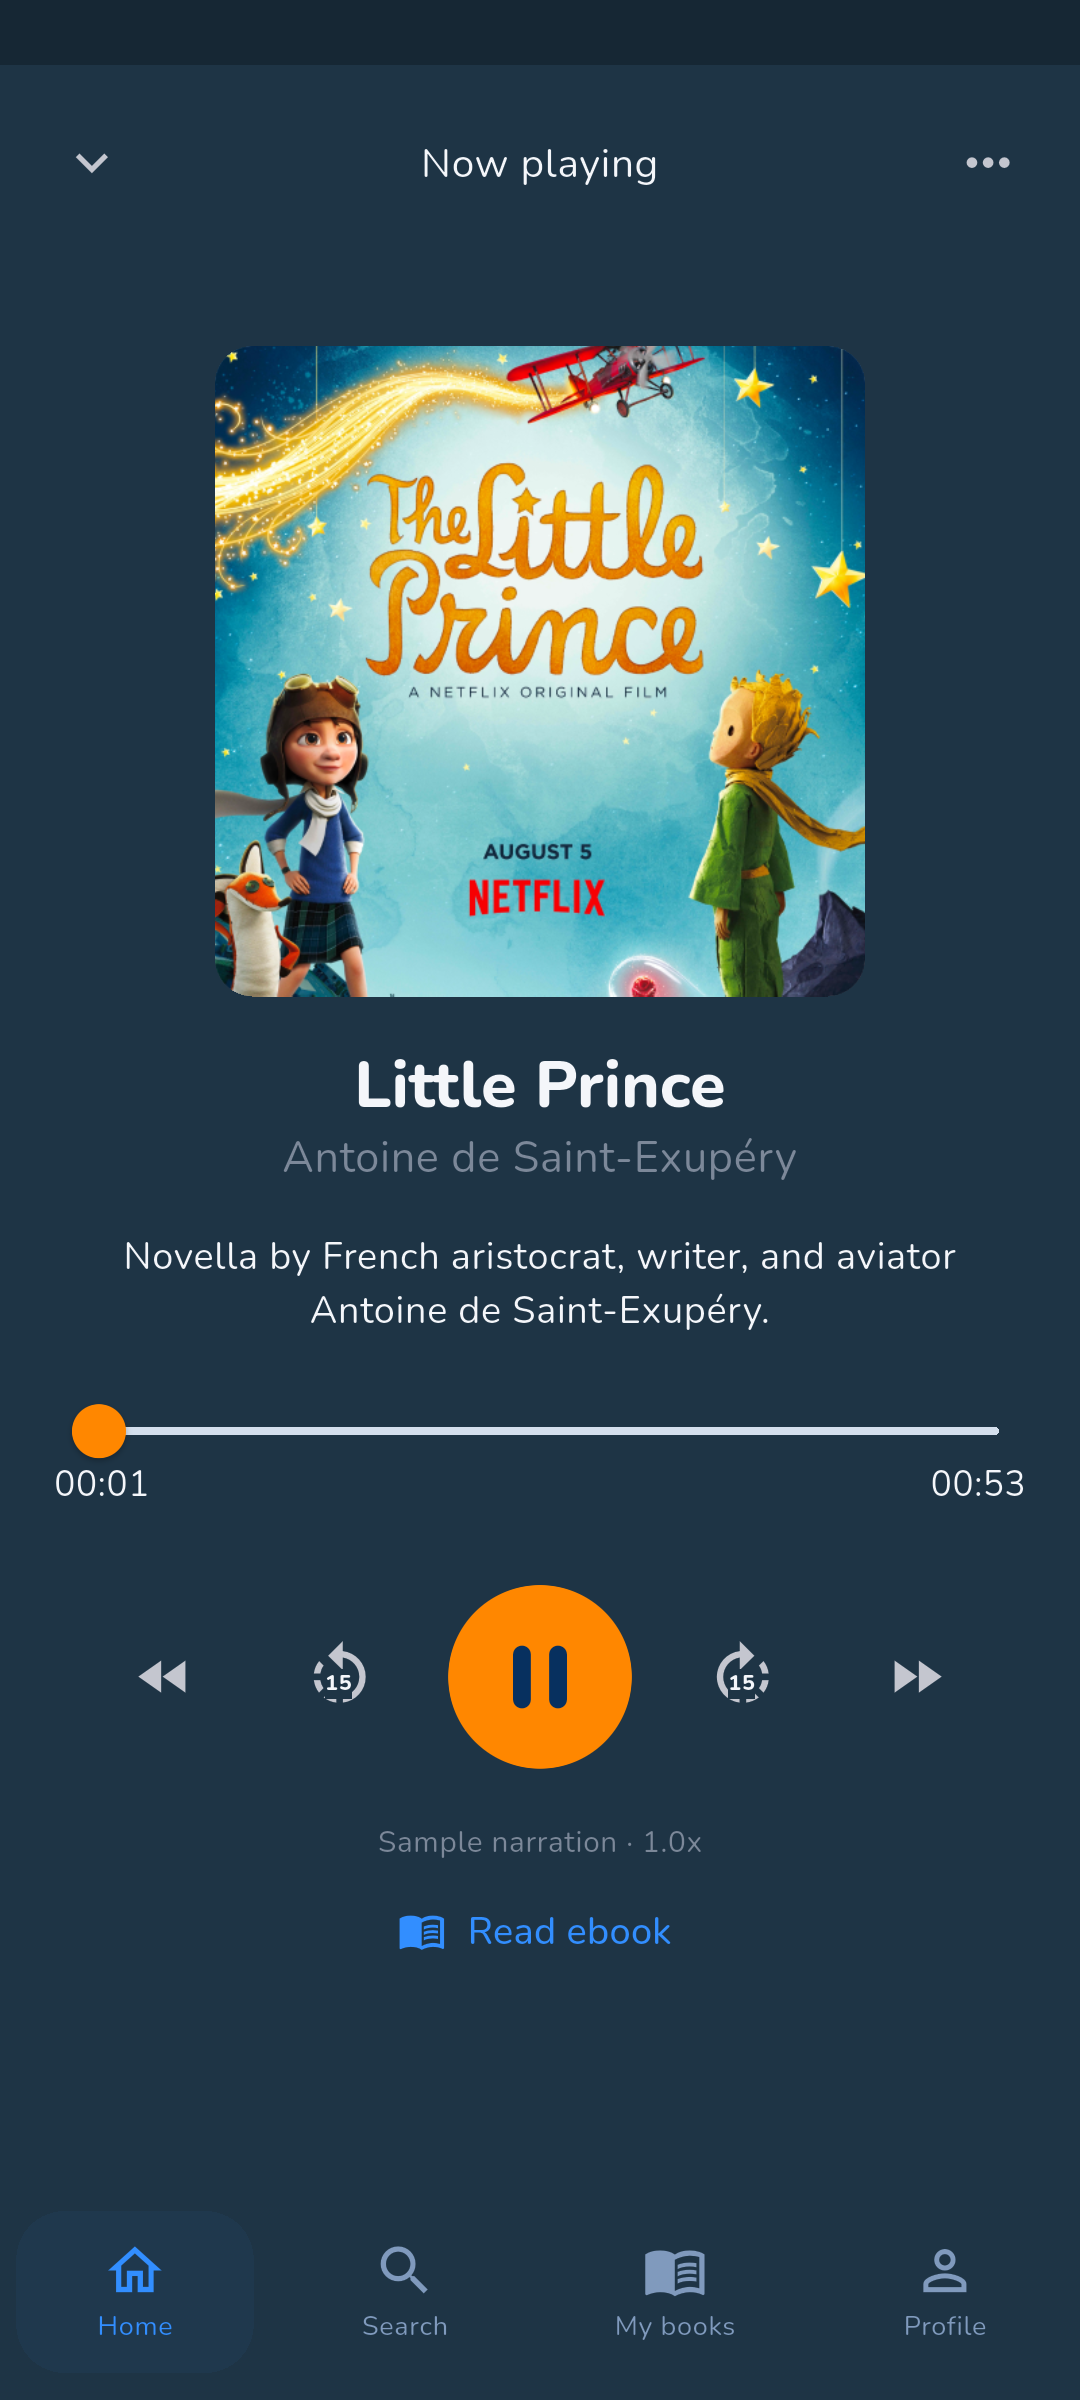 Now playing
The Little
Prince
A NETFLIX ORIGINAL FILM
AUGUST 5
NETFLIX
Little Prince
Antoine de Saint-Exupéry
Novella by French aristocrat, writer, and aviator
Antoine de Saint-Exupéry.
00:01 00:53
15 15
Sample narration · 1.0x
Read ebook
Home Search My books Profile